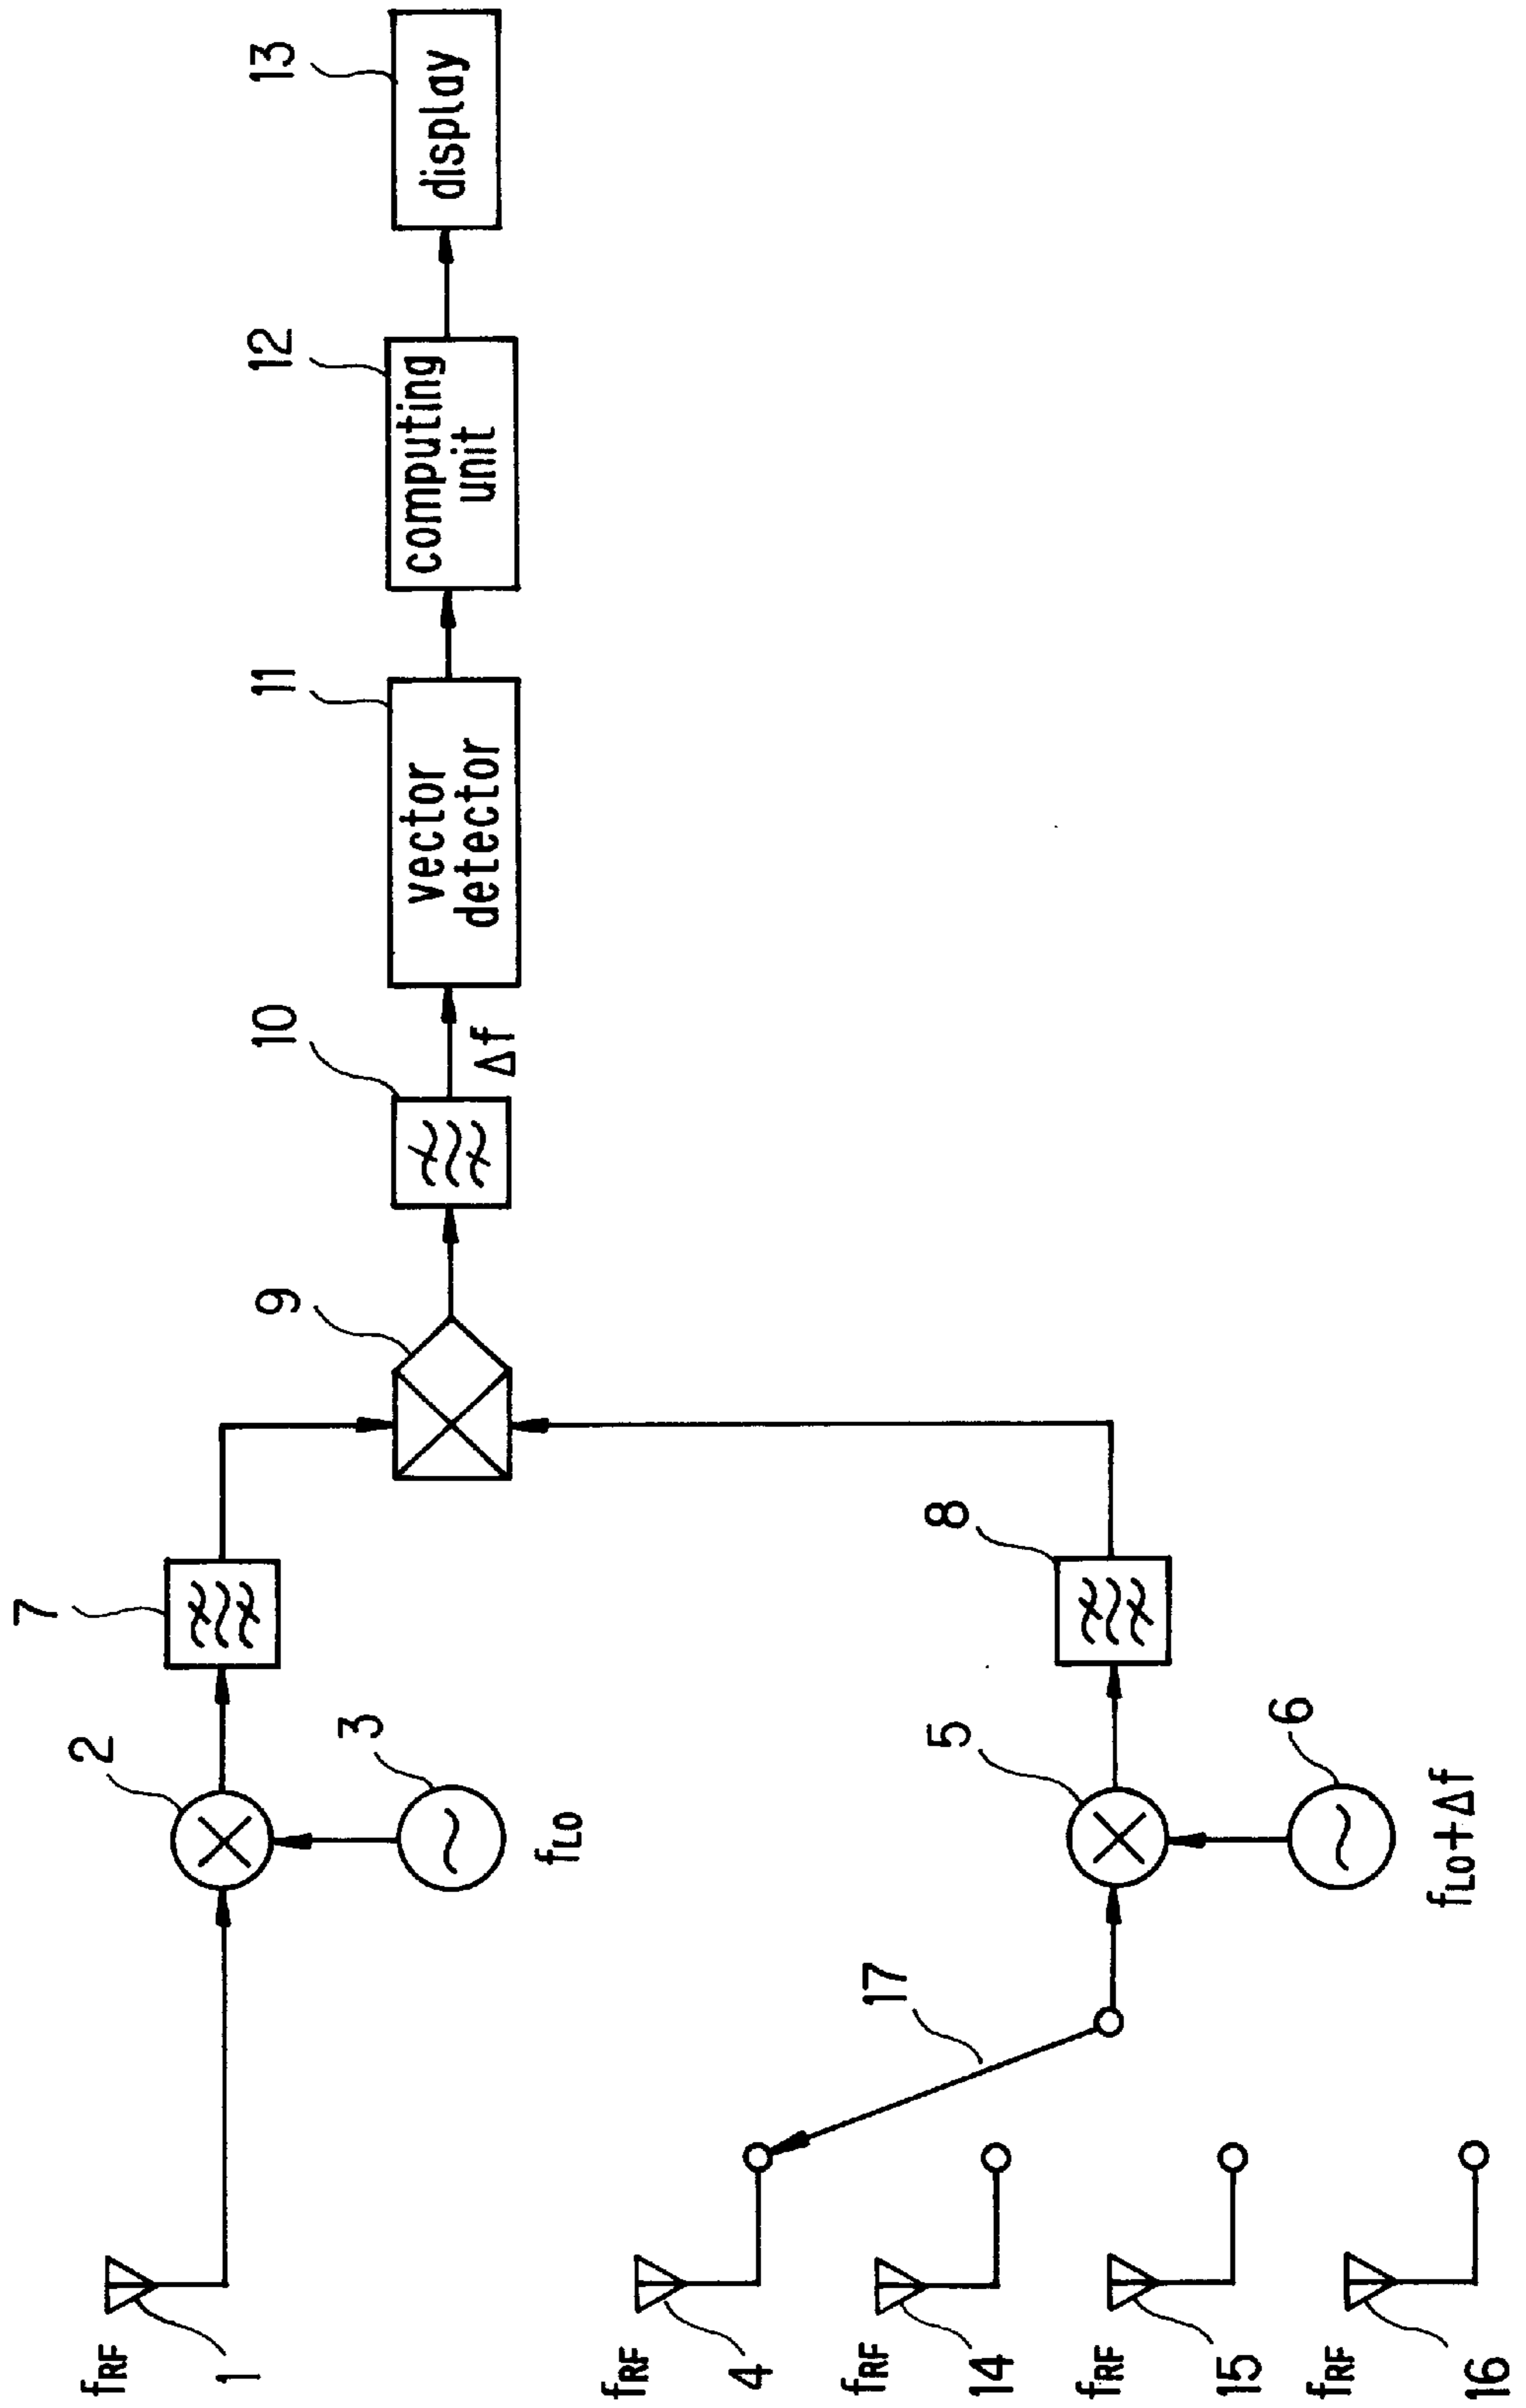 7
2
fRF
1
3
fLO
9
10
Δf
11
vector
detector
12
computing
unit
13
display
fRF
4
17
8
5
6
fLO+Δf
fRF
14
fRF
15
fRF
16